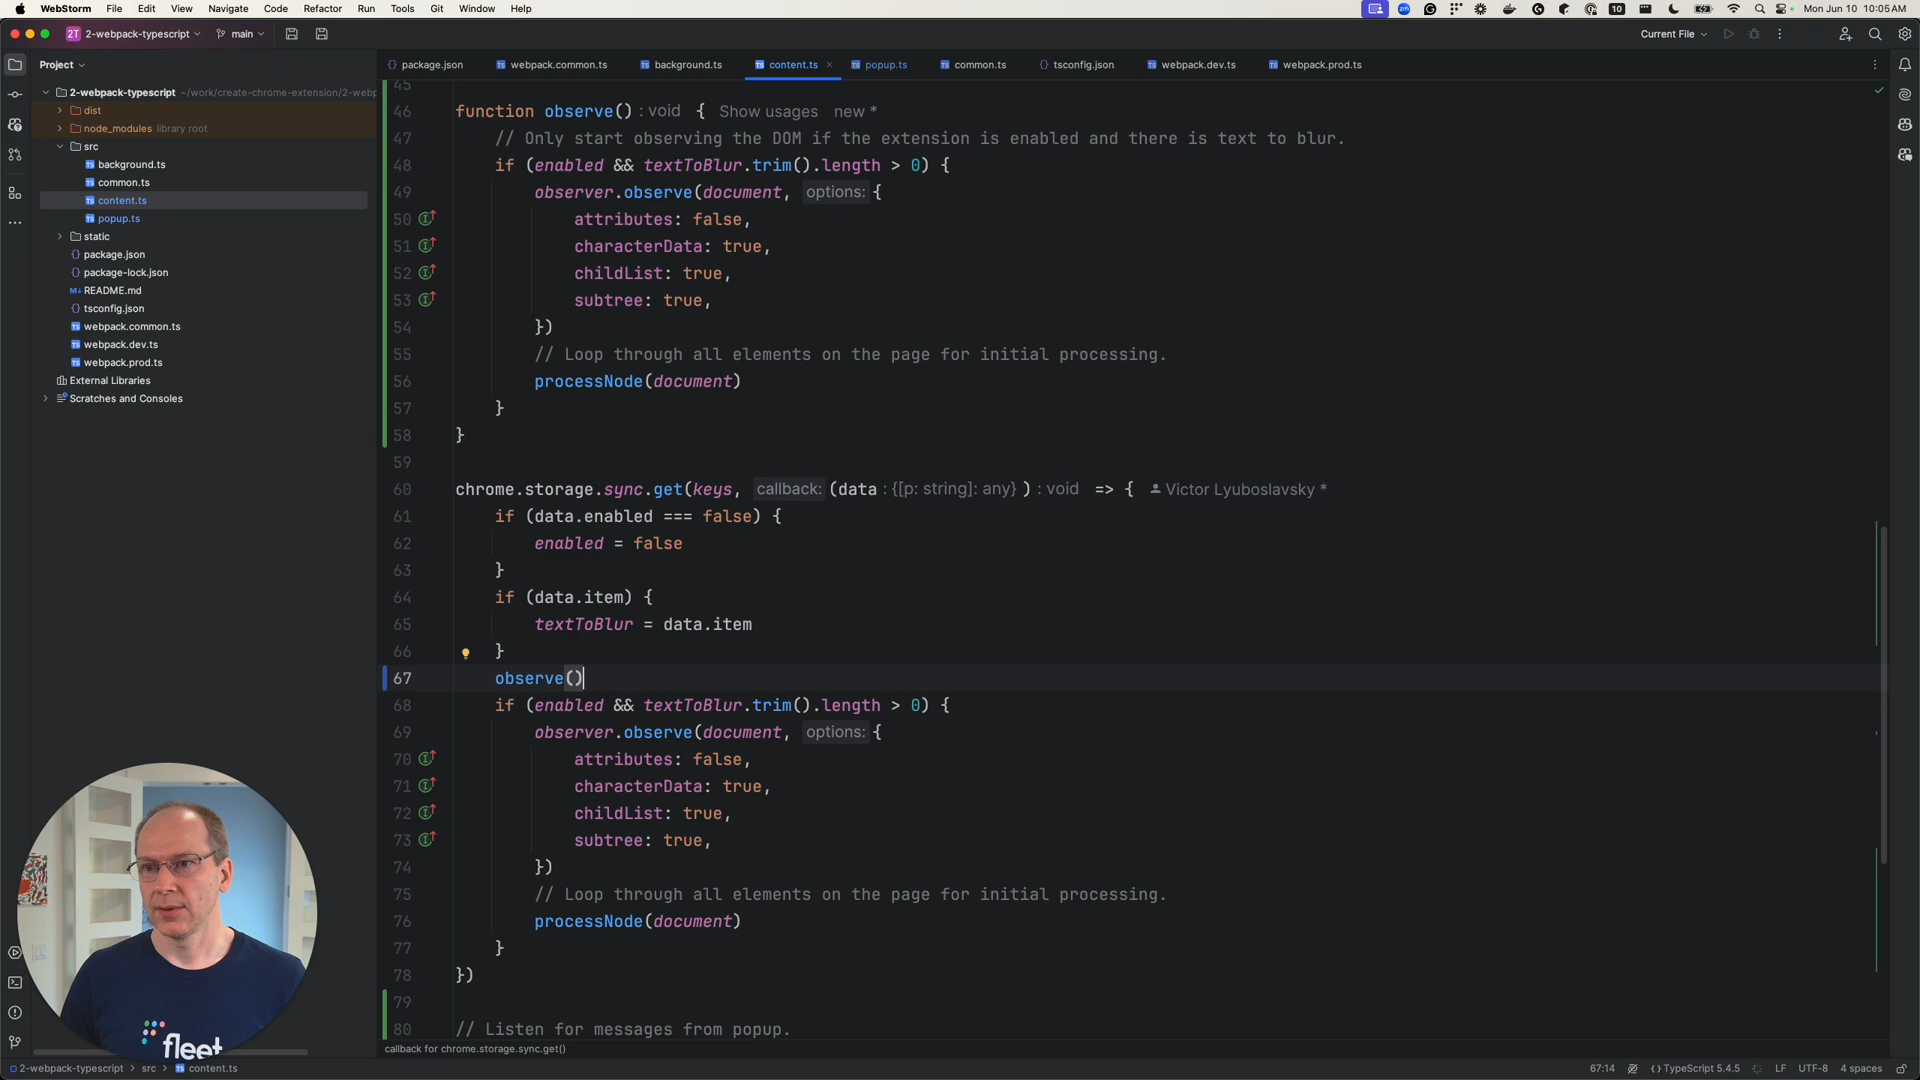 WebStorm File Edit View Navigate Code Refactor Run Tools Git Window Help
10 Mon Jun 10 10:05 AM
2T 2-webpack-typescript main Current File
Project
package.json webpack.common.ts background.ts content.ts popup.ts common.ts tsconfig.json webpack.dev.ts webpack.prod.ts
2-webpack-typescript ~/work/create-chrome-extension/2-webp
dist
node_modules library root
src
background.ts
common.ts
content.ts
popup.ts
static
package.json
package-lock.json
README.md
tsconfig.json
webpack.common.ts
webpack.dev.ts
webpack.prod.ts
External Libraries
Scratches and Consoles
45
46 function observe() : void { Show usages new *
47 // Only start observing the DOM if the extension is enabled and there is text to blur.
48 if (enabled && textToBlur.trim().length > 0) {
49 observer.observe(document, options: {
50 attributes: false,
51 characterData: true,
52 childList: true,
53 subtree: true,
54 })
55 // Loop through all elements on the page for initial processing.
56 processNode(document)
57 }
58 }
59
60 chrome.storage.sync.get(keys, callback: (data : {[p: string]: any} ) : void => { Victor Lyuboslavsky *
61 if (data.enabled === false) {
62 enabled = false
63 }
64 if (data.item) {
65 textToBlur = data.item
66 }
67 observe()
68 if (enabled && textToBlur.trim().length > 0) {
69 observer.observe(document, options: {
70 attributes: false,
71 characterData: true,
72 childList: true,
73 subtree: true,
74 })
75 // Loop through all elements on the page for initial processing.
76 processNode(document)
77 }
78 })
79
80 // Listen for messages from popup.
callback for chrome.storage.sync.get()
fleet
2-webpack-typescript > src > content.ts 67:14 { } TypeScript 5.4.5 LF UTF-8 4 spaces